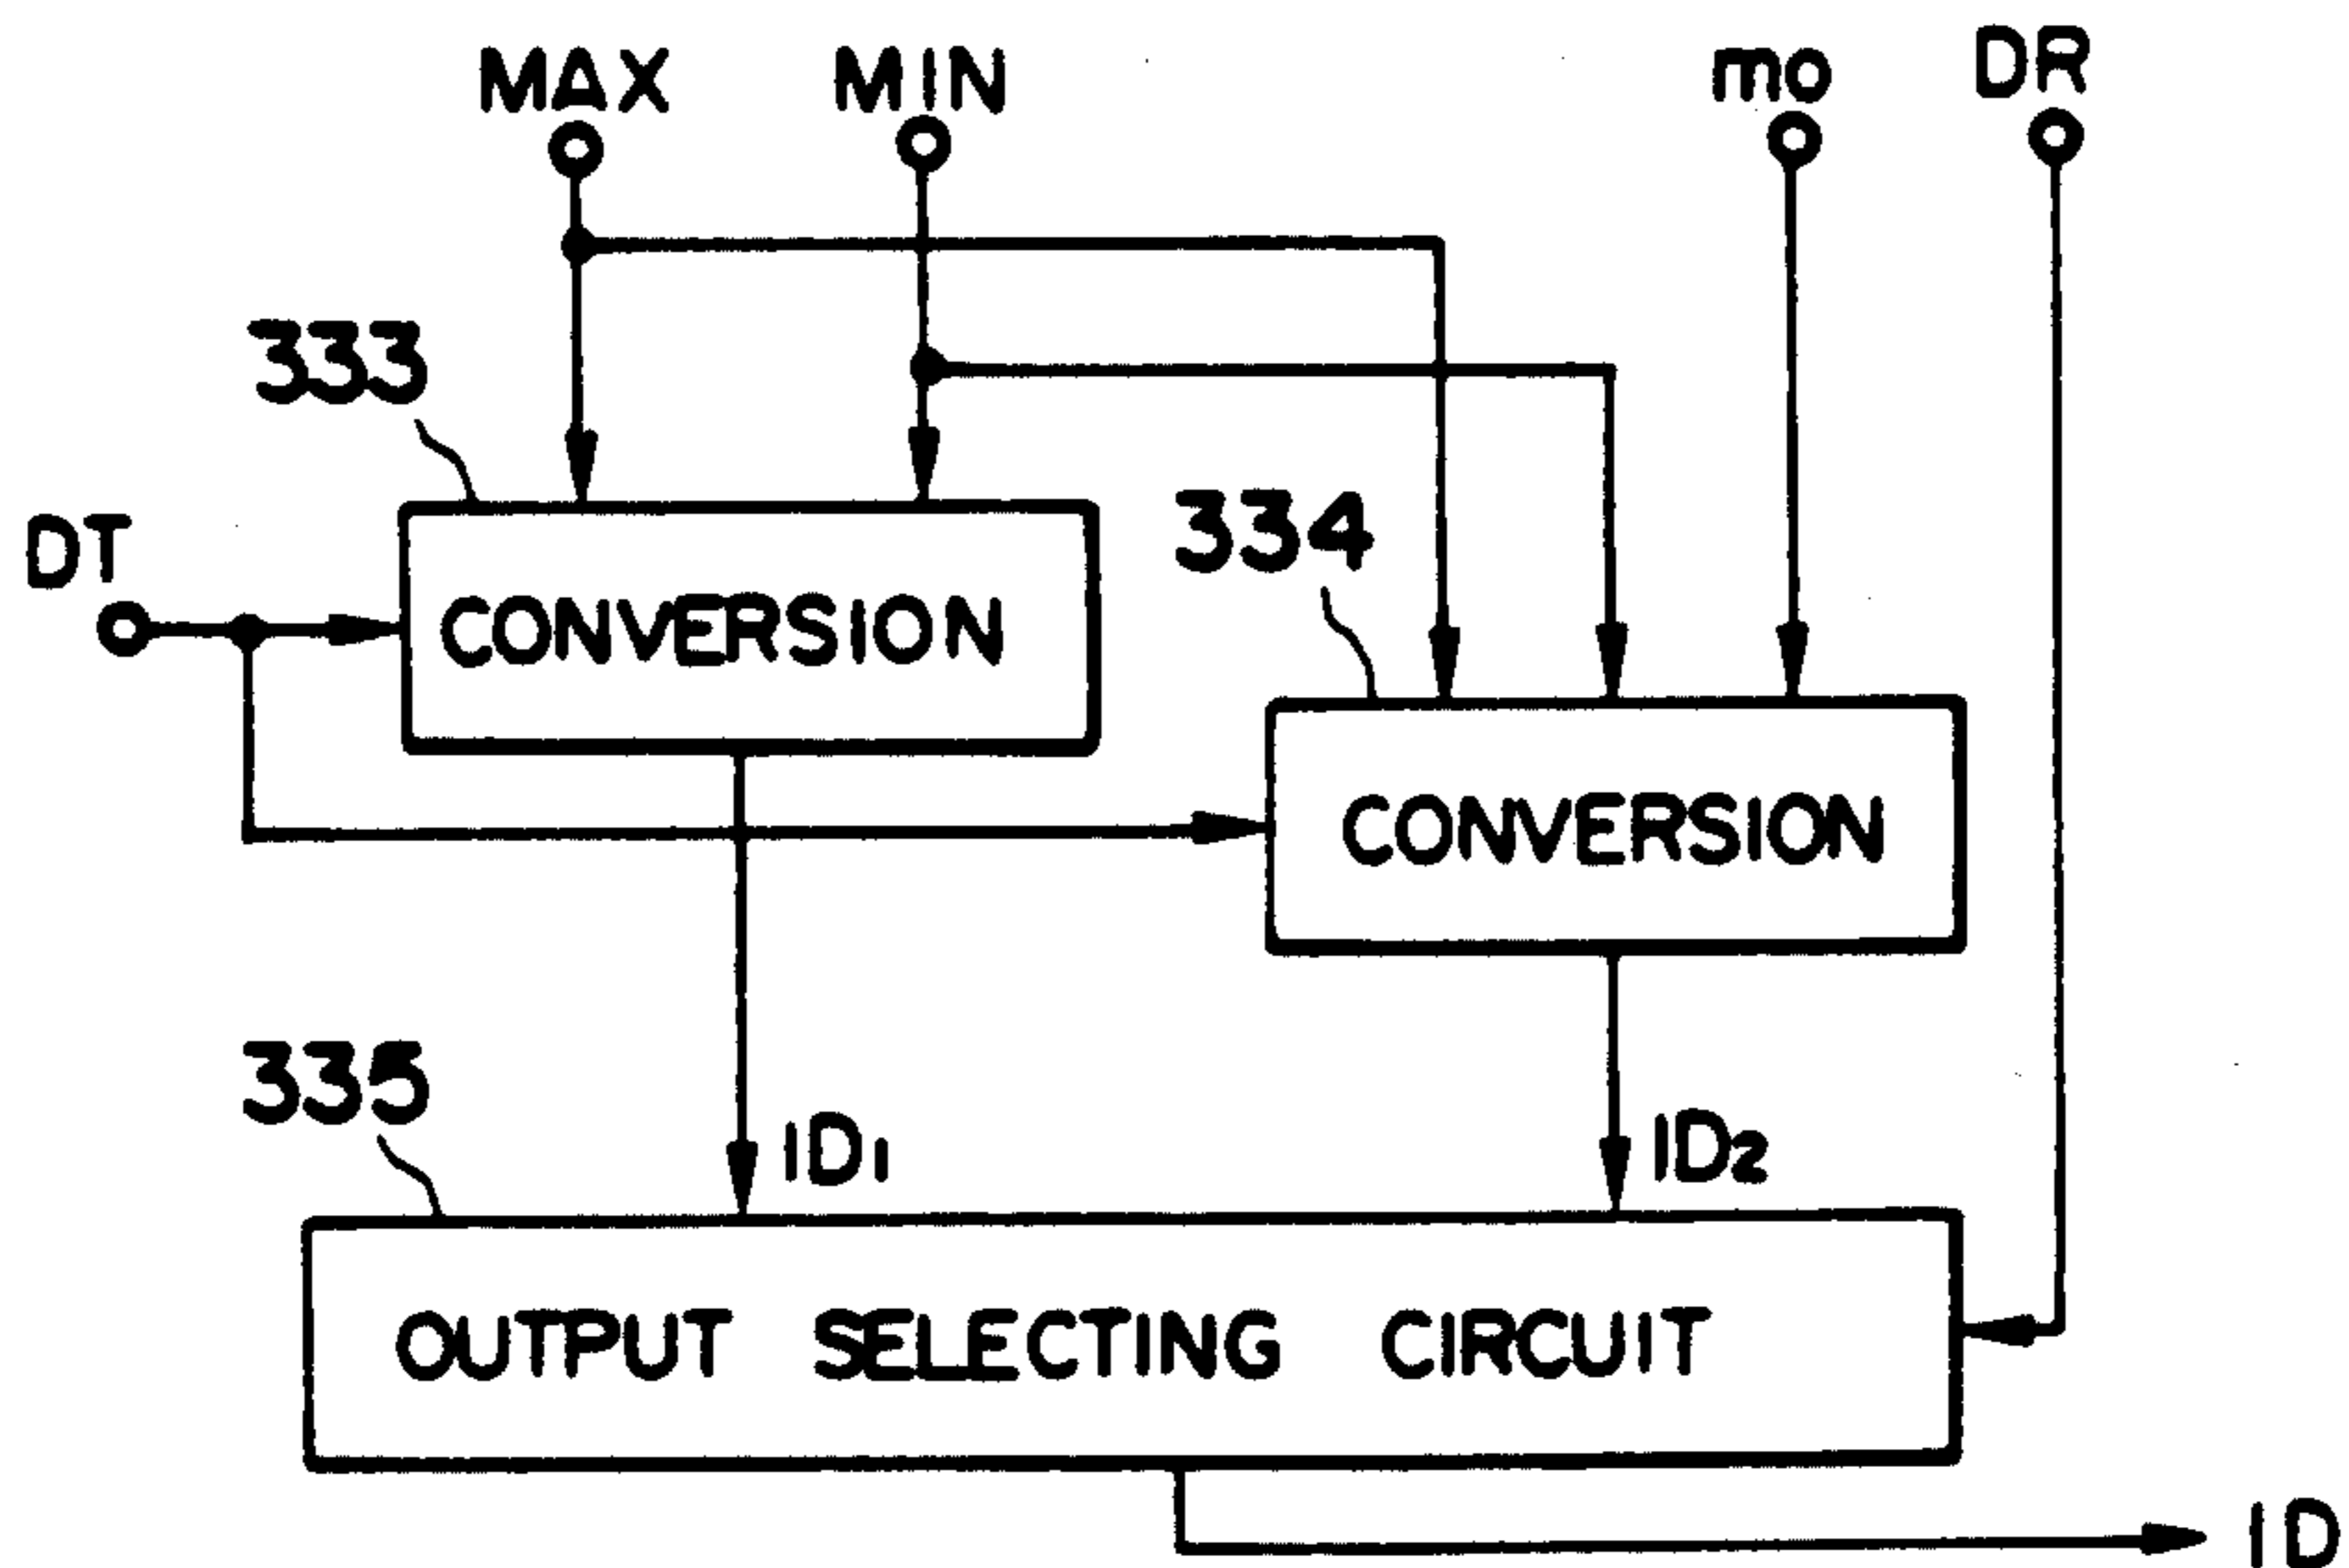 MAX MIN mo DR
333
DT
334
CONVERSION
CONVERSION
335
ID1 ID2
OUTPUT SELECTING CIRCUIT
ID